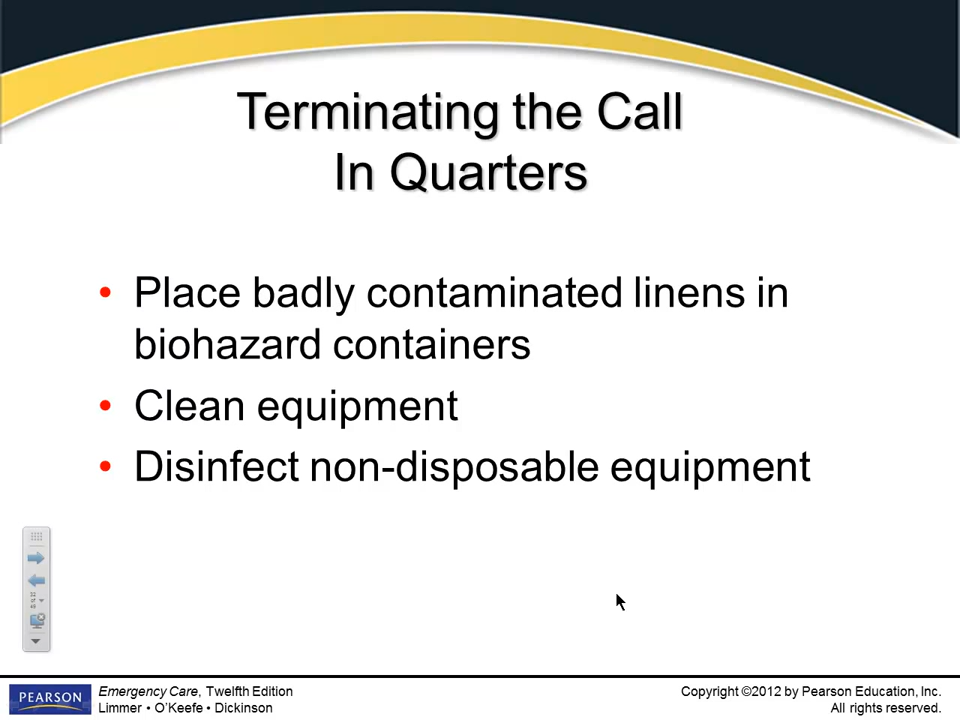 Terminating the Call
In Quarters
• Place badly contaminated linens in
biohazard containers
• Clean equipment
• Disinfect non-disposable equipment
PEARSON
Emergency Care, Twelfth Edition
Limmer • O'Keefe • Dickinson
Copyright ©2012 by Pearson Education, Inc.
All rights reserved.